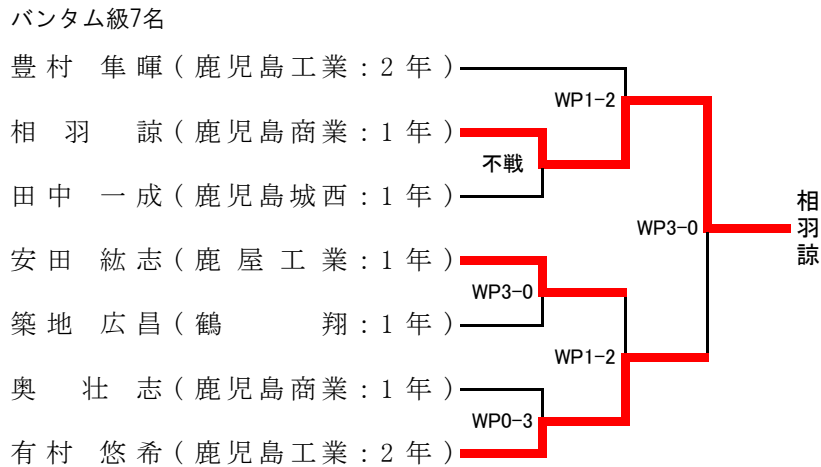 バンタム級7名
豊村 隼暉(鹿児島工業:2年)
WP1-2
相羽 諒(鹿児島商業:1年)
不戦
田中 一成(鹿児島城西:1年)
WP3-0
相羽諒
安田 紘志(鹿屋工業:1年)
WP3-0
築地 広昌(鶴翔:1年)
WP1-2
奥 壮志(鹿児島商業:1年)
WP0-3
有村 悠希(鹿児島工業:2年)